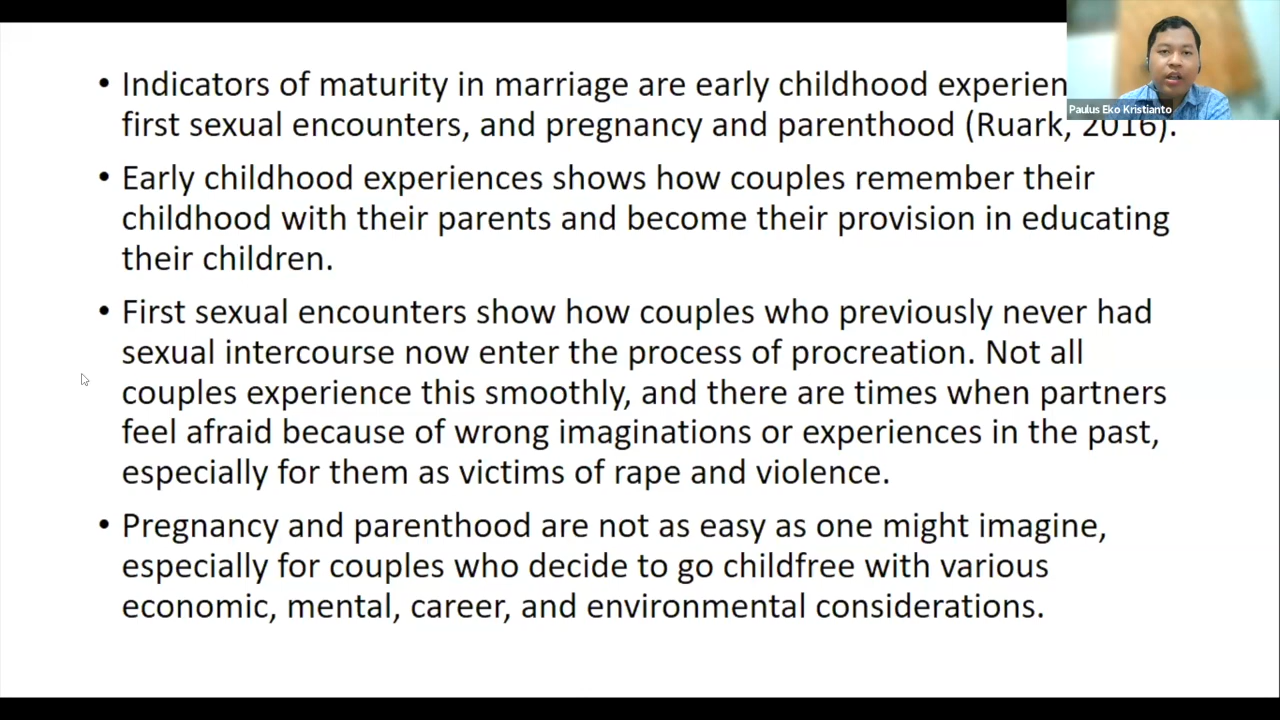 • Indicators of maturity in marriage are early childhood
first sexual encounters, and pregnancy and parenthood (Ruark, 2016).
• Early childhood experiences shows how couples remember their
childhood with their parents and become their provision in educating
their children.
• First sexual encounters show how couples who previously never had
sexual intercourse now enter the process of procreation. Not all
couples experience this smoothly, and there are times when partners
feel afraid because of wrong imaginations or experiences in the past,
especially for them as victims of rape and violence.
• Pregnancy and parenthood are not as easy as one might imagine,
especially for couples who decide to go childfree with various
economic, mental, career, and environmental considerations.
Paulus Eko Kristianto